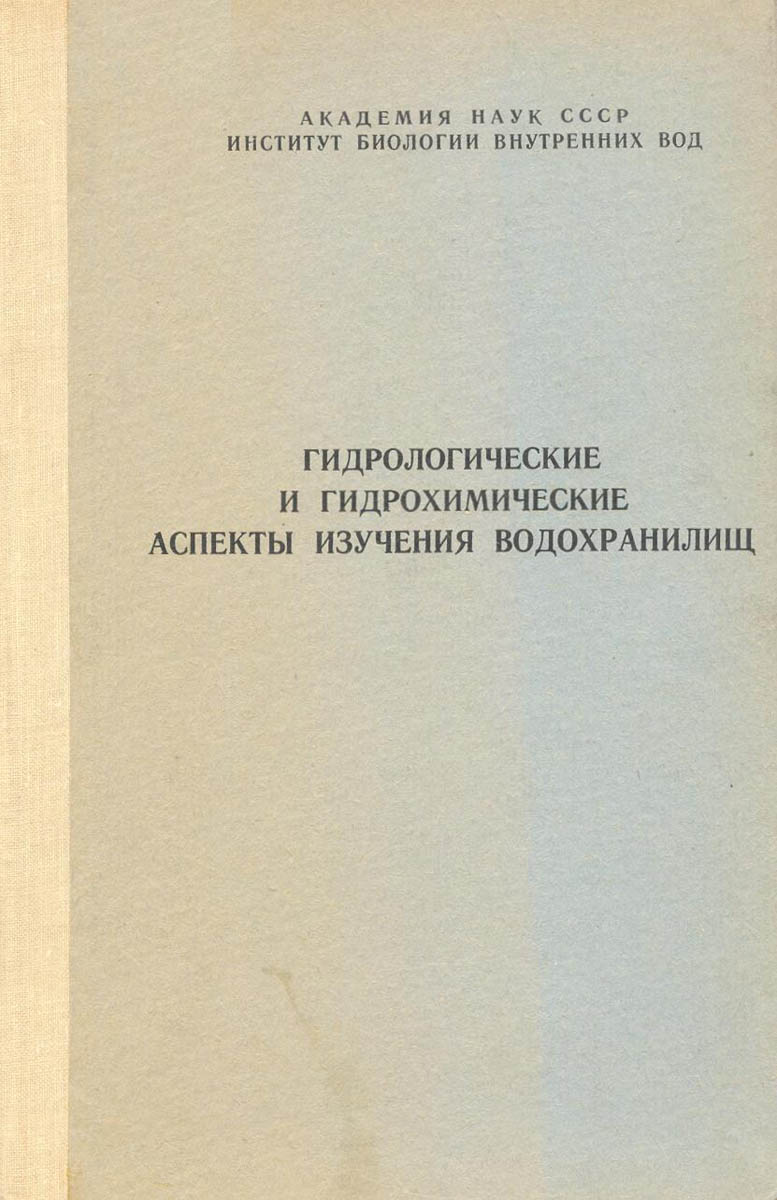 АКАДЕМИЯ НАУК СССР
ИНСТИТУТ БИОЛОГИИ ВНУТРЕННИХ ВОД
ГИДРОЛОГИЧЕСКИЕ
И ГИДРОХИМИЧЕСКИЕ
АСПЕКТЫ ИЗУЧЕНИЯ ВОДОХРАНИЛИЩ